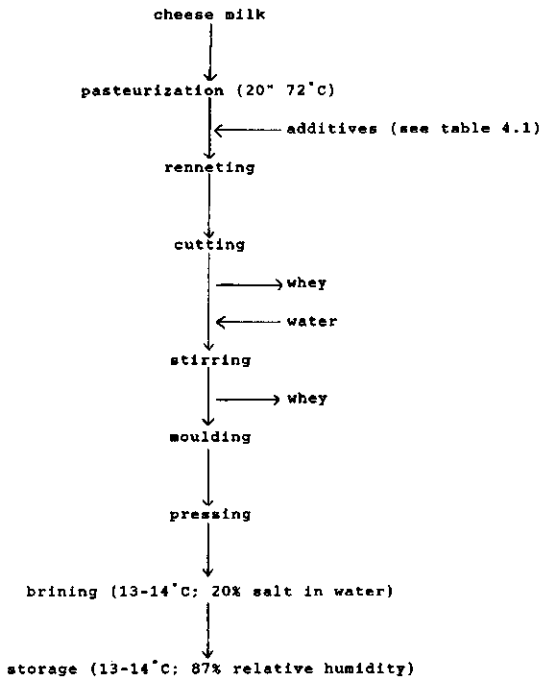 cheese milk
pasteurization (20" 72°C)
additives (see table 4.1)
renneting
cutting
whey
water
stirring
whey
moulding
pressing
brining (13-14°C; 20% salt in water)
storage (13-14°C; 87% relative humidity)